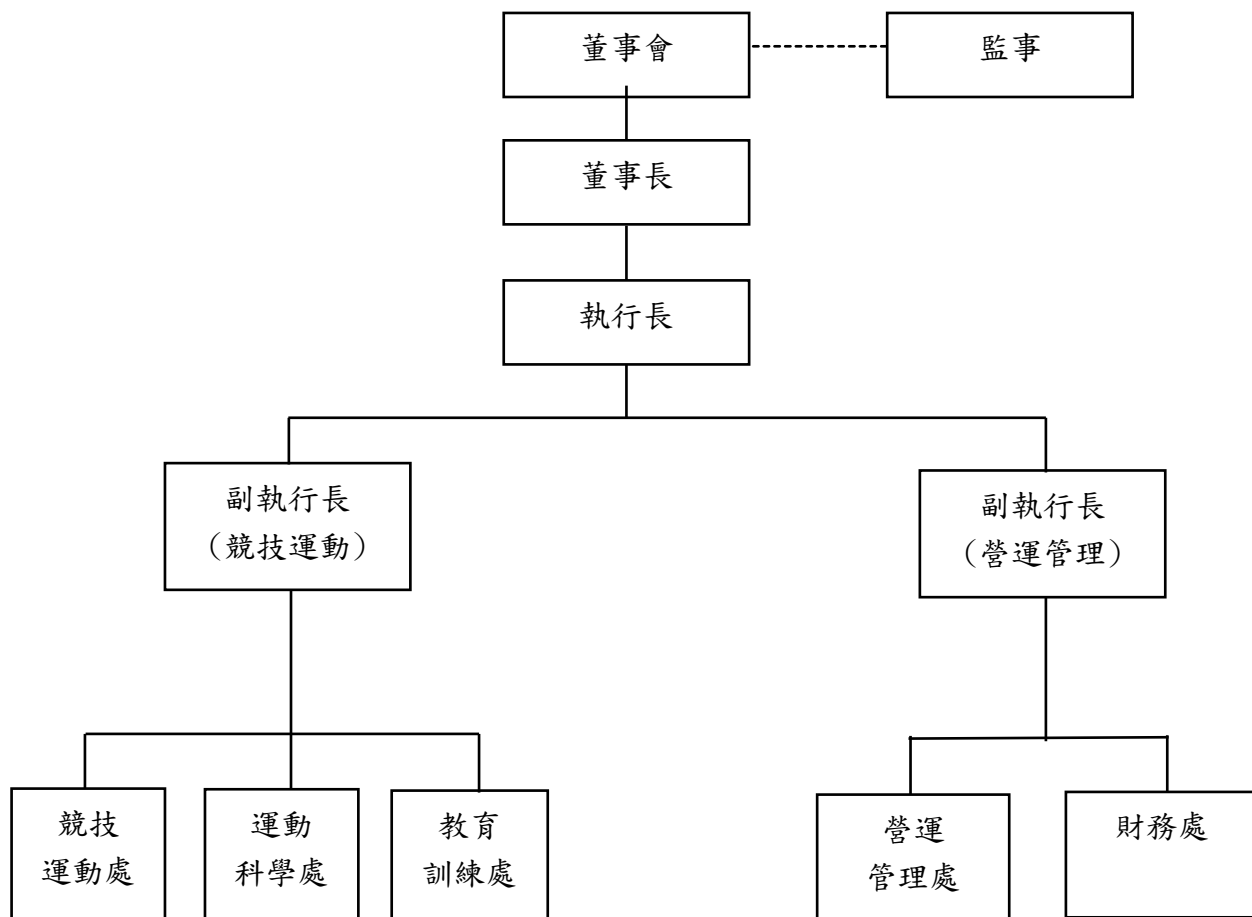 董事會
監事
董事長
執行長
副執行長
（競技運動）
副執行長
（營運管理）
競技
運動處
運動
科學處
教育
訓練處
營運
管理處
財務處